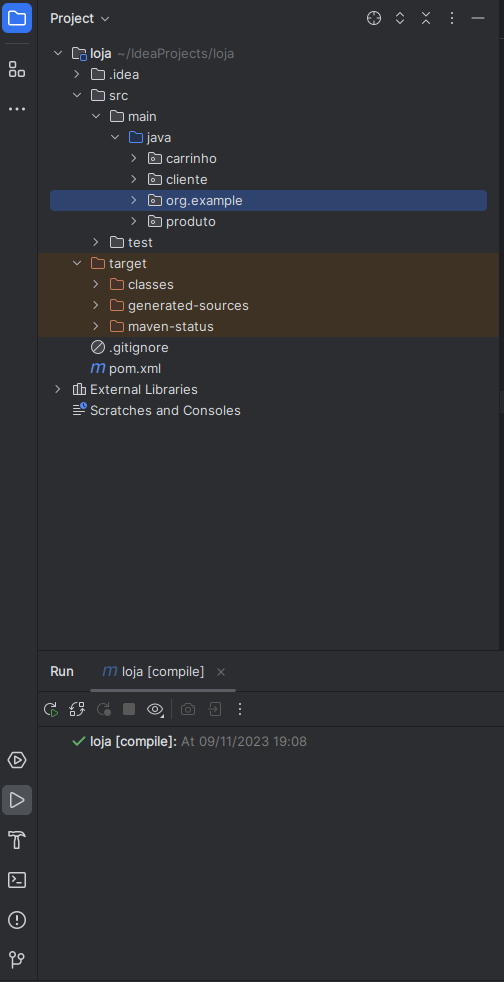 Project
loja ~/IdeaProjects/loja
.idea
src
main
java
carrinho
cliente
org.example
produto
test
target
classes
generated-sources
maven-status
.gitignore
m pom.xml
External Libraries
Scratches and Consoles
Run m loja [compile]
loja [compile]: At 09/11/2023 19:08